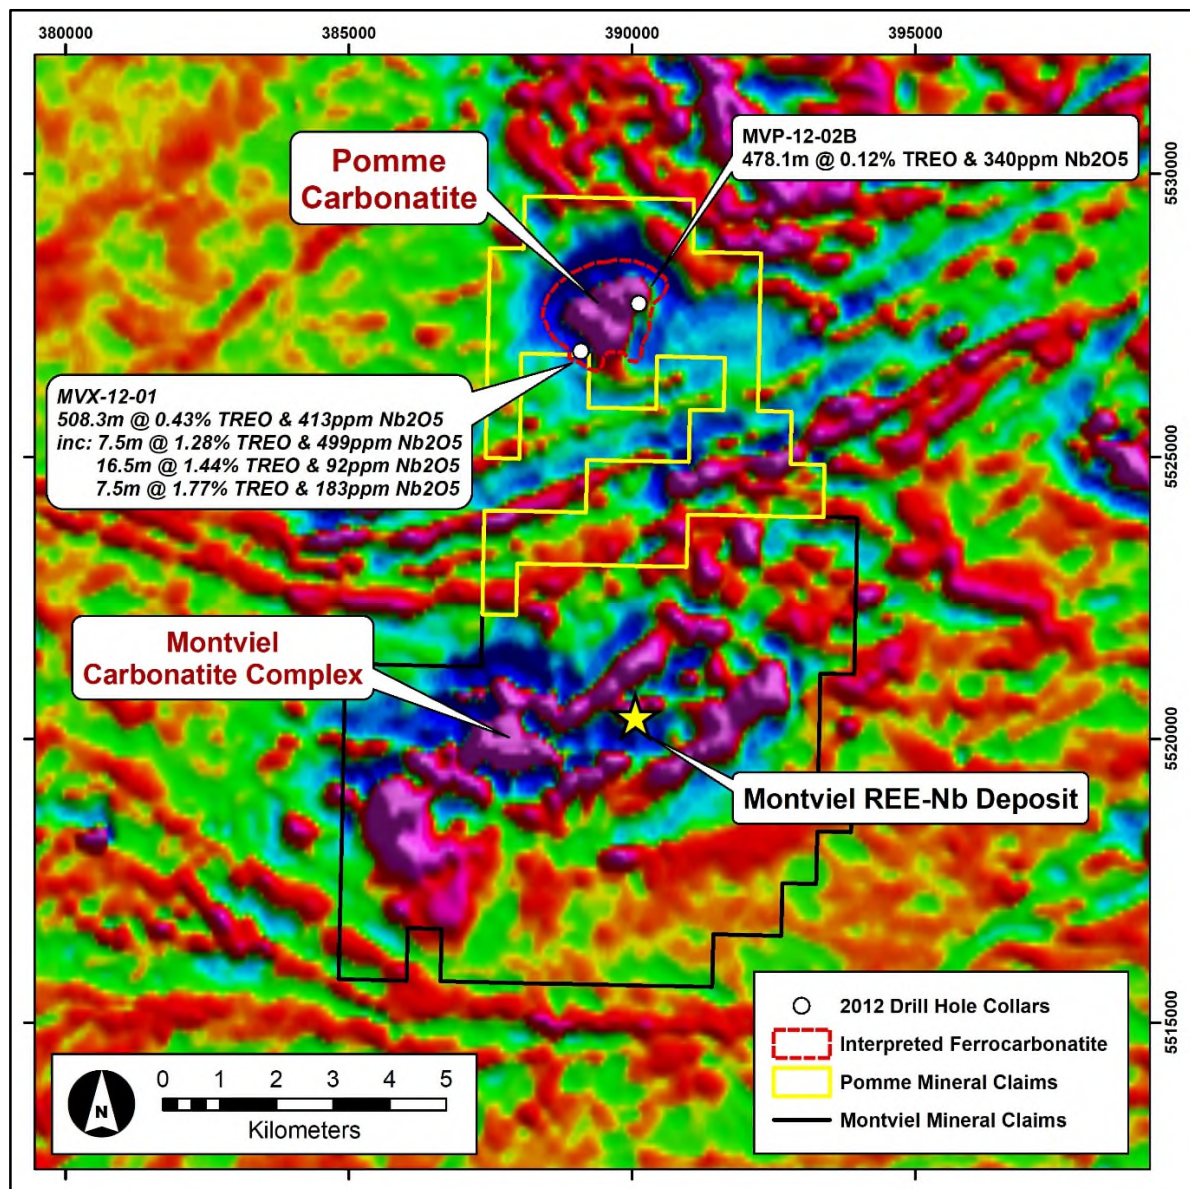 380000
385000
390000
395000
MVP-12-02B
478.1m @ 0.12% TREO & 340ppm Nb2O5
Pomme
Carbonatite
5530000
MVX-12-01
508.3m @ 0.43% TREO & 413ppm Nb2O5
inc: 7.5m @ 1.28% TREO & 499ppm Nb2O5
16.5m @ 1.44% TREO & 92ppm Nb2O5
7.5m @ 1.77% TREO & 183ppm Nb2O5
5525000
Montviel
Carbonatite Complex
5520000
Montviel REE-Nb Deposit
5515000
2012 Drill Hole Collars
Interpreted Ferrocarbonatite
Pomme Mineral Claims
Montviel Mineral Claims
N
0 1 2 3 4 5
Kilometers